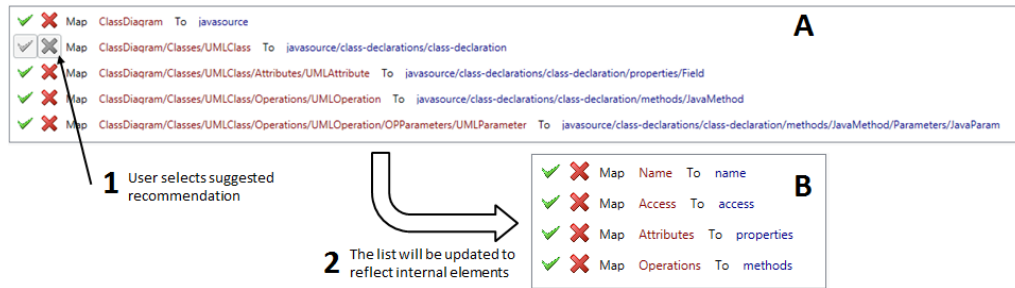 Map ClassDiagram To javasource
A
Map ClassDiagram/Classes/UMLClass To javasource/class-declarations/class-declaration
Map ClassDiagram/Classes/UMLClass/Attributes/UMLAttribute To javasource/class-declarations/class-declaration/properties/Field
Map ClassDiagram/Classes/UMLClass/Operations/UMLOperation To javasource/class-declarations/class-declaration/methods/JavaMethod
Map ClassDiagram/Classes/UMLClass/Operations/UMLOperation/OPParameters/UMLParameter To javasource/class-declarations/class-declaration/methods/JavaMethod/Parameters/JavaParam
1 User selects suggested
recommendation
B
Map Name To name
Map Access To access
Map Attributes To properties
Map Operations To methods
2 The list will be updated to
reflect internal elements